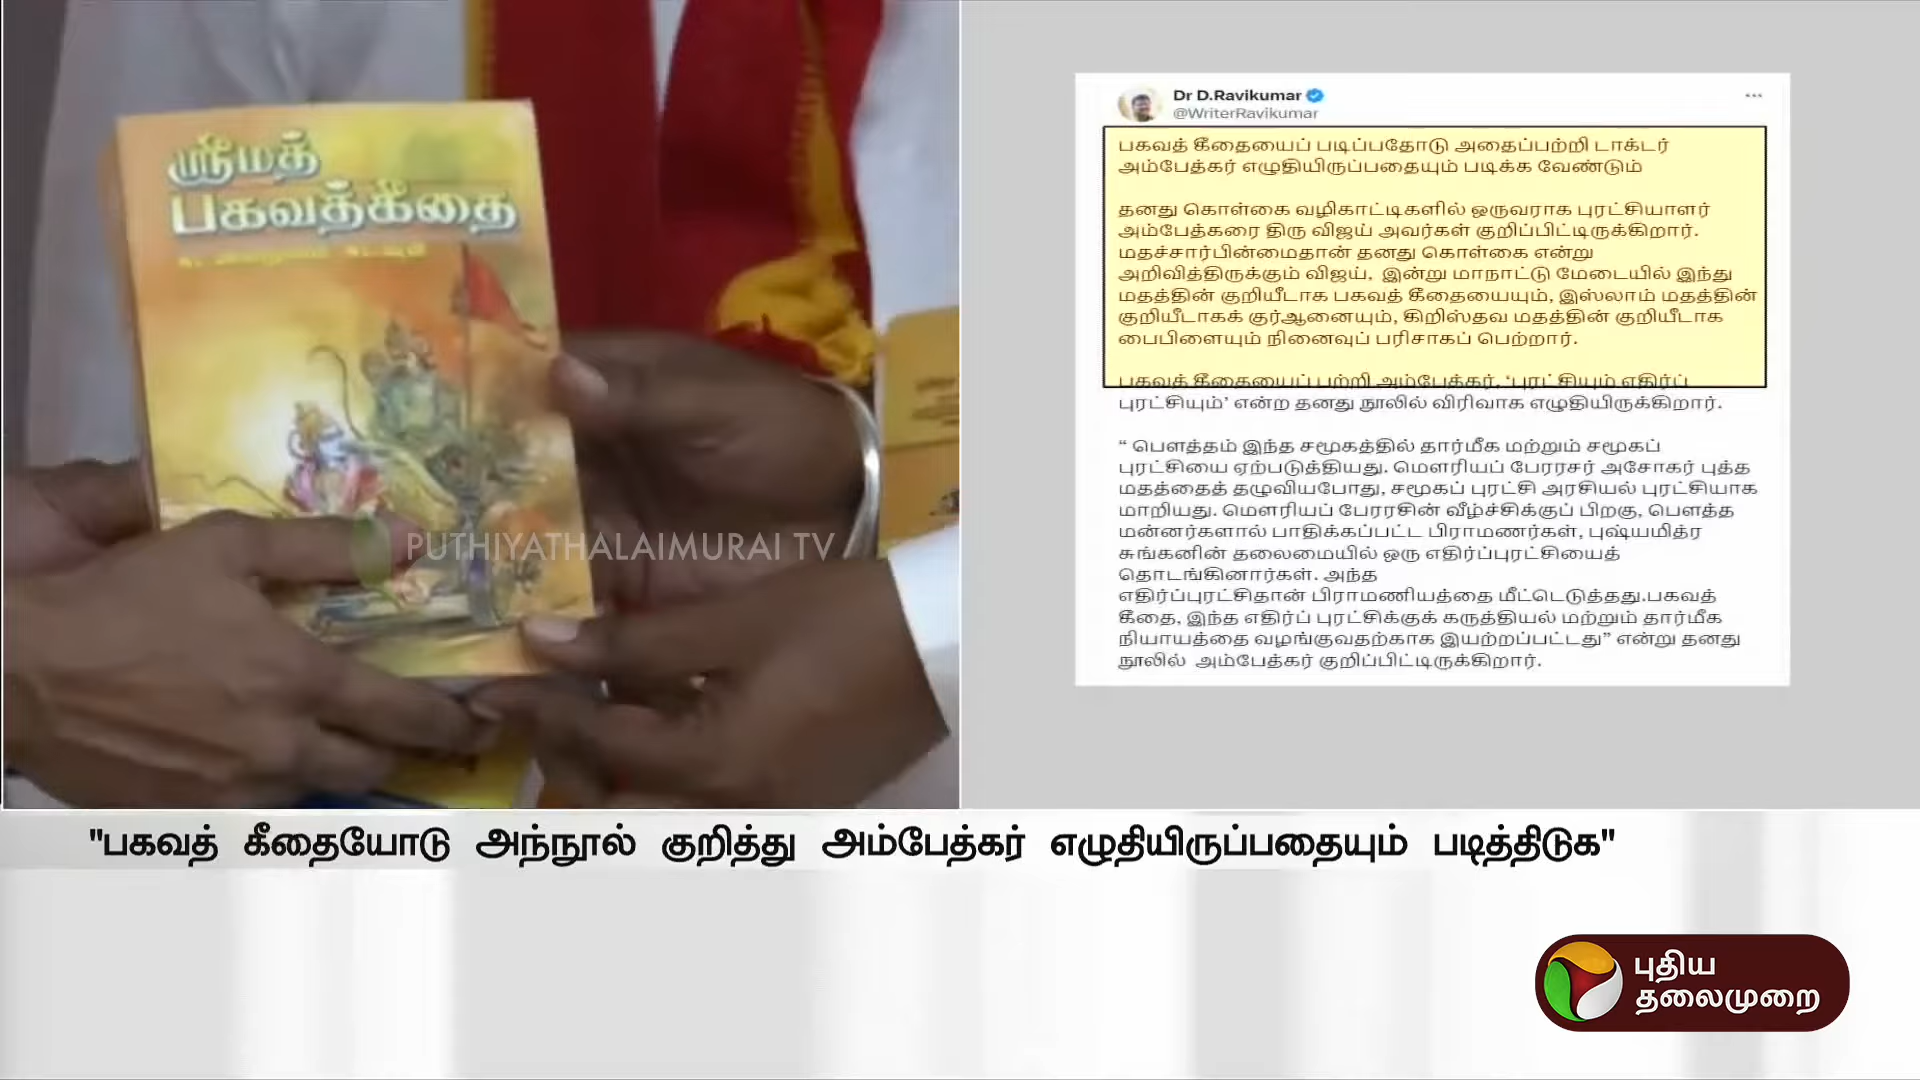 ஸ்ரீமத்
பகவத்கீதை
PUTHIYATHALAIMURAI TV
Dr D.Ravikumar
@WriterRavikumar
பகவத் கீதையைப் படிப்பதோடு அதைப்பற்றி டாக்டர்
அம்பேத்கர் எழுதியிருப்பதையும் படிக்க வேண்டும்
தனது கொள்கை வழிகாட்டிகளில் ஒருவராக புரட்சியாளர்
அம்பேத்கரை திரு விஜய் அவர்கள் குறிப்பிட்டிருக்கிறார்.
மதச்சார்பின்மைதான் தனது கொள்கை என்று
அறிவித்திருக்கும் விஜய், இன்று மாநாட்டு மேடையில் இந்து
மதத்தின் குறியீடாக பகவத் கீதையையும், இஸ்லாம் மதத்தின்
குறியீடாகக் குர்ஆனையும், கிறிஸ்தவ மதத்தின் குறியீடாக
பைபிளையும் நினைவுப் பரிசாகப் பெற்றார்.
பகவத் கீதையைப் பற்றி அம்பேத்கர், ‘புரட்சியும் எதிர்ப்
புரட்சியும்’ என்ற தனது நூலில் விரிவாக எழுதியிருக்கிறார்.
“ பௌத்தம் இந்த சமூகத்தில் தார்மீக மற்றும் சமூகப்
புரட்சியை ஏற்படுத்தியது. மௌரியப் பேரரசர் அசோகர் புத்த
மதத்தைத் தழுவியபோது, சமூகப் புரட்சி அரசியல் புரட்சியாக
மாறியது. மௌரியப் பேரரசின் வீழ்ச்சிக்குப் பிறகு, பௌத்த
மன்னர்களால் பாதிக்கப்பட்ட பிராமணர்கள், புஷ்யமித்ர
சுங்கனின் தலைமையில் ஒரு எதிர்ப்புரட்சியைத்
தொடங்கினார்கள். அந்த
எதிர்ப்புரட்சிதான் பிராமணியத்தை மீட்டெடுத்தது.பகவத்
கீதை, இந்த எதிர்ப் புரட்சிக்குக் கருத்தியல் மற்றும் தார்மீக
நியாயத்தை வழங்குவதற்காக இயற்றப்பட்டது” என்று தனது
நூலில் அம்பேத்கர் குறிப்பிட்டிருக்கிறார்.
"பகவத் கீதையோடு அந்நூல் குறித்து அம்பேத்கர் எழுதியிருப்பதையும் படித்திடுக"
புதிய
தலைமுறை